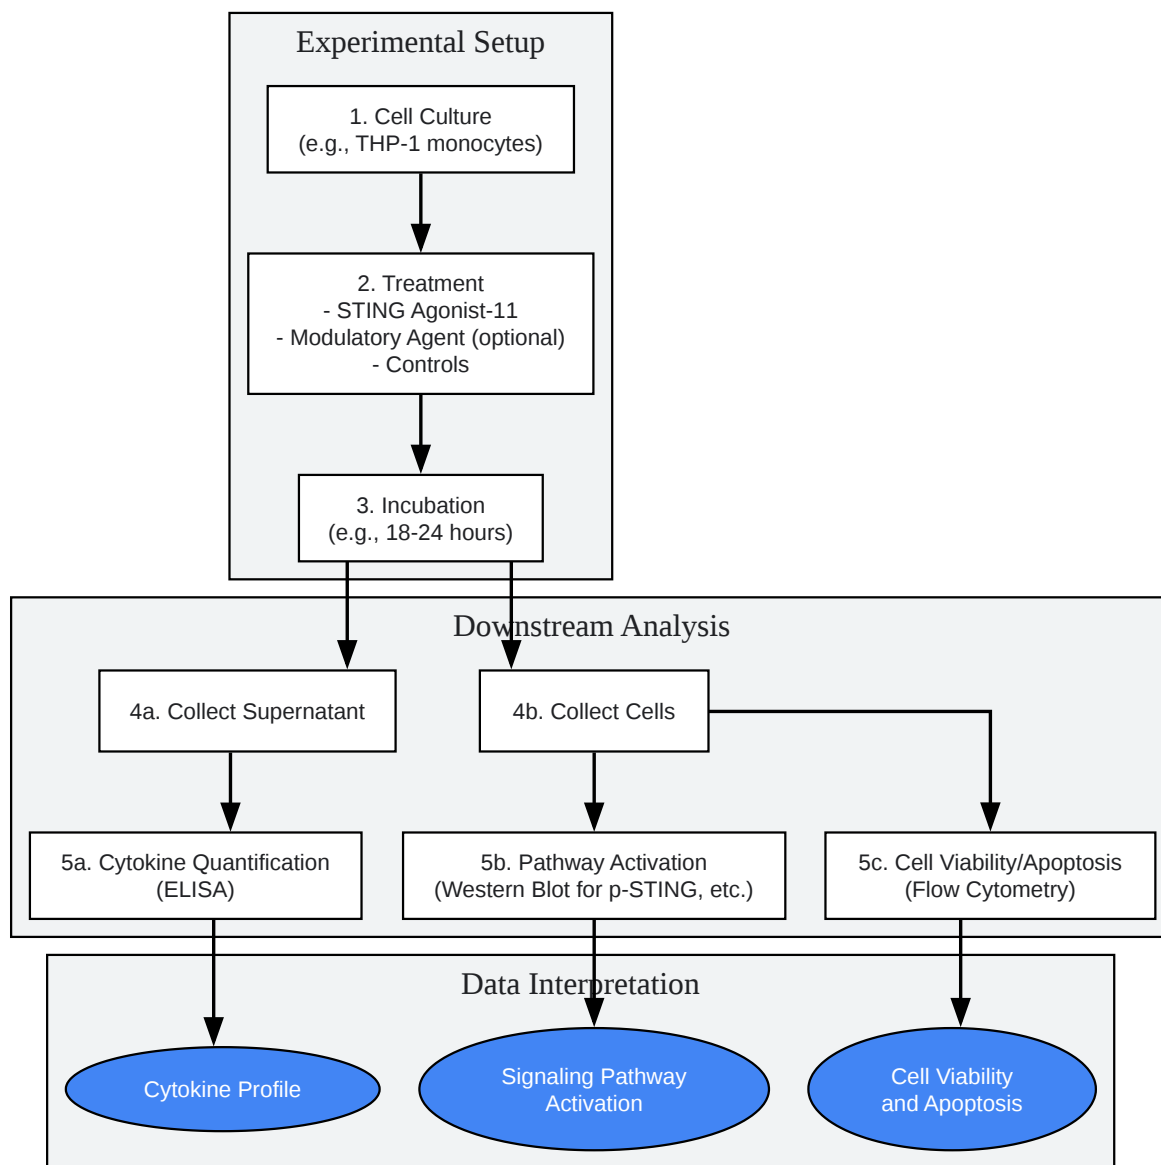 Experimental Setup
1. Cell Culture
(e.g., THP-1 monocytes)
2. Treatment
- STING Agonist-11
- Modulatory Agent (optional)
- Controls
3. Incubation
(e.g., 18-24 hours)
Downstream Analysis
4a. Collect Supernatant
4b. Collect Cells
5a. Cytokine Quantification
(ELISA)
5b. Pathway Activation
(Western Blot for p-STING, etc.)
5c. Cell Viability/Apoptosis
(Flow Cytometry)
Data Interpretation
Cytokine Profile
Signaling Pathway
Activation
Cell Viability
and Apoptosis